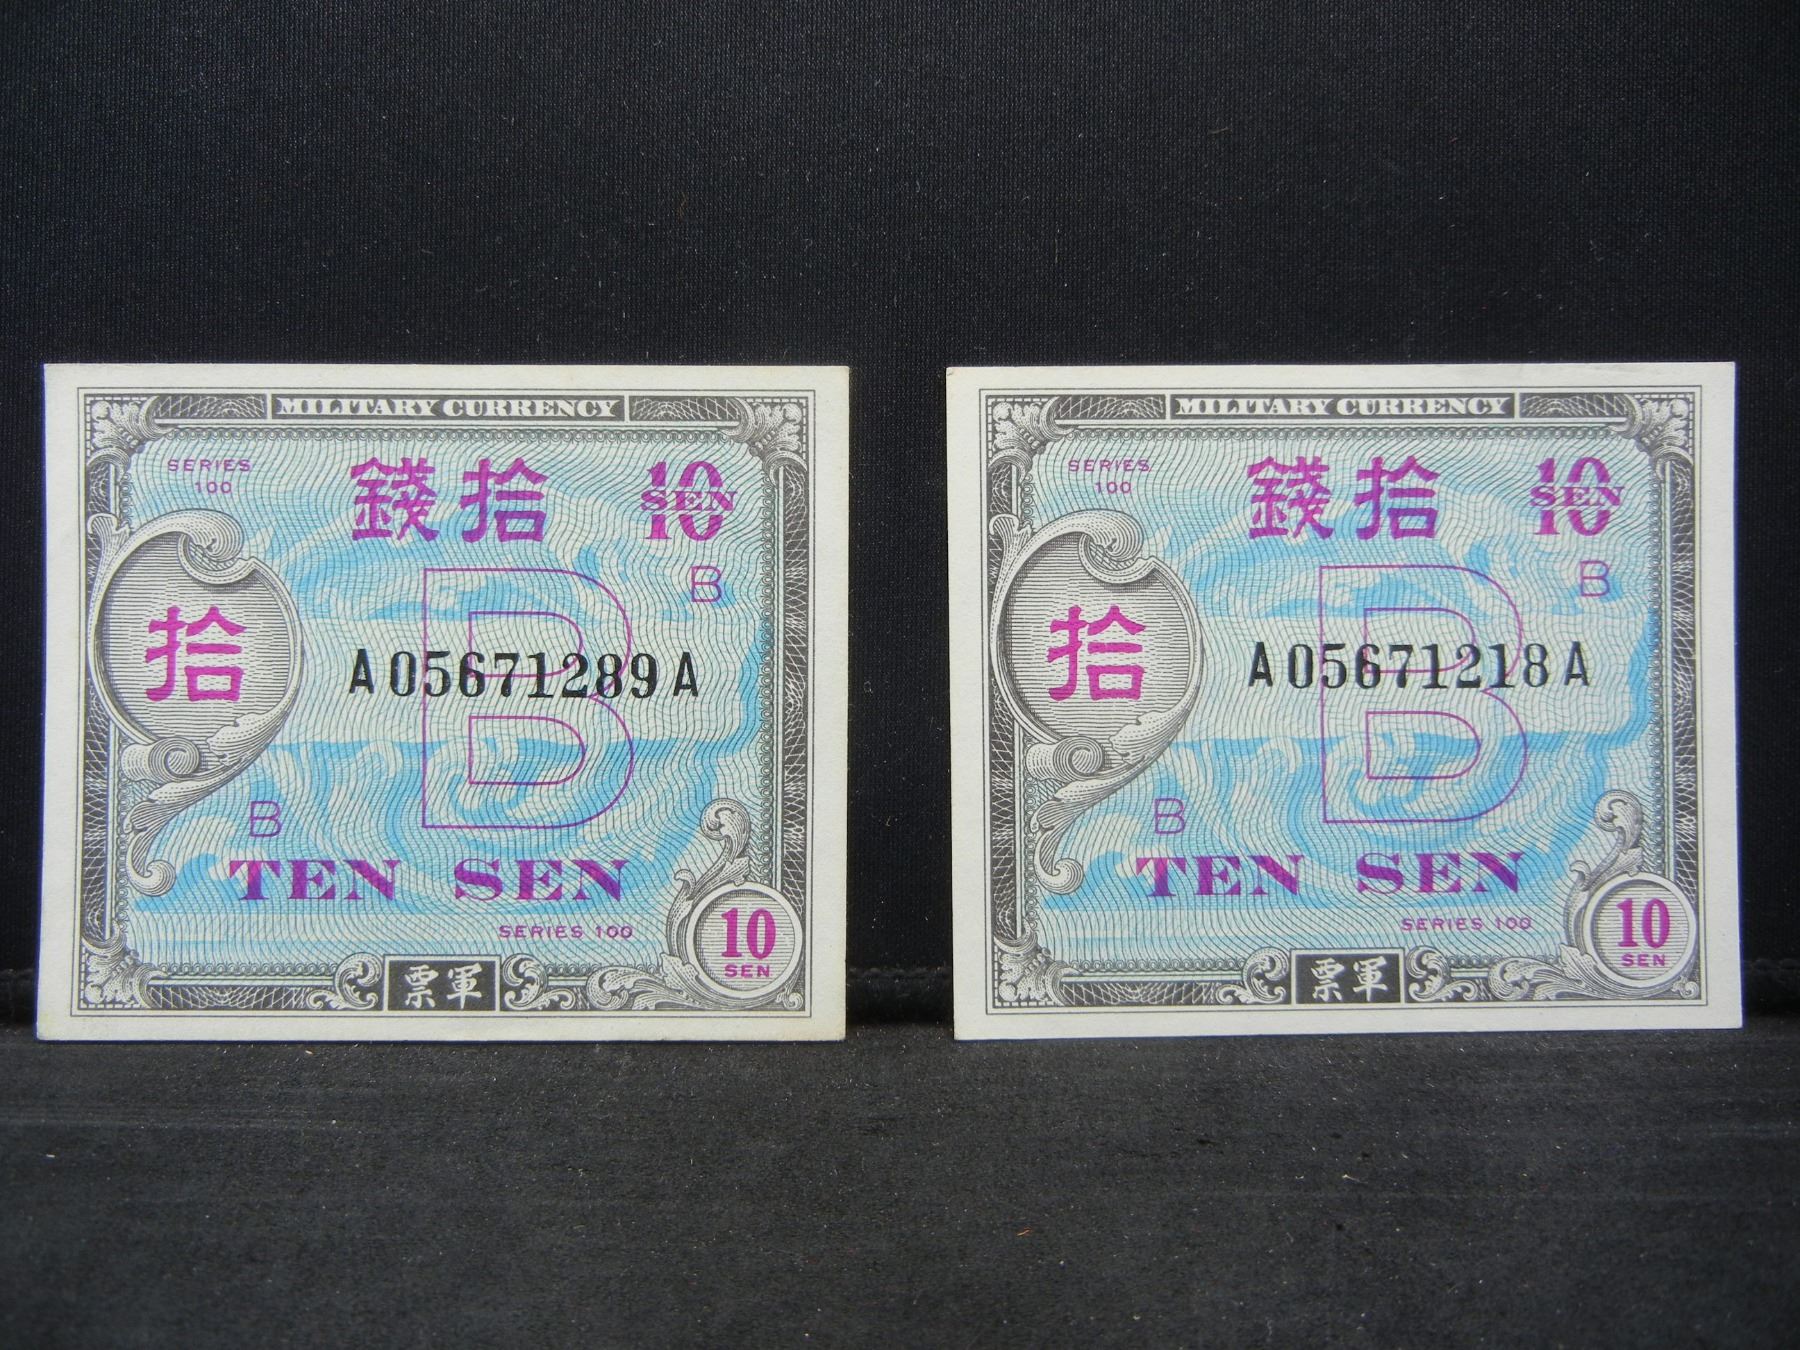 MILITARY CURRENCY
SERIES
100
錢拾
10
SEN
B
拾
B
A05671289A
B
TEN SEN
SERIES 100
10
SEN
票軍
MILITARY CURRENCY
SERIES
100
錢拾
10
SEN
B
拾
B
A05671218A
B
TEN SEN
SERIES 100
10
SEN
票軍